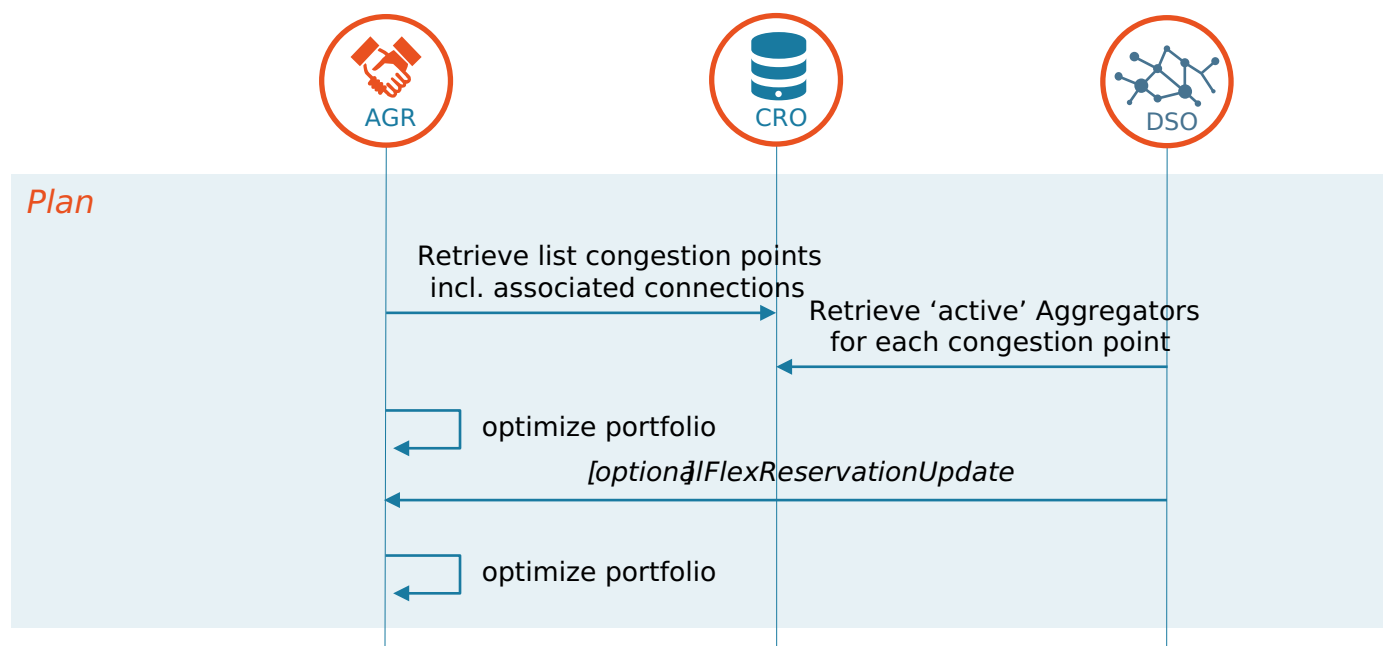 AGR
CRO
DSO
Plan
Retrieve list congestion points
incl. associated connections
Retrieve ‘active’ Aggregators
for each congestion point
optimize portfolio
[optional]FlexReservationUpdate
optimize portfolio